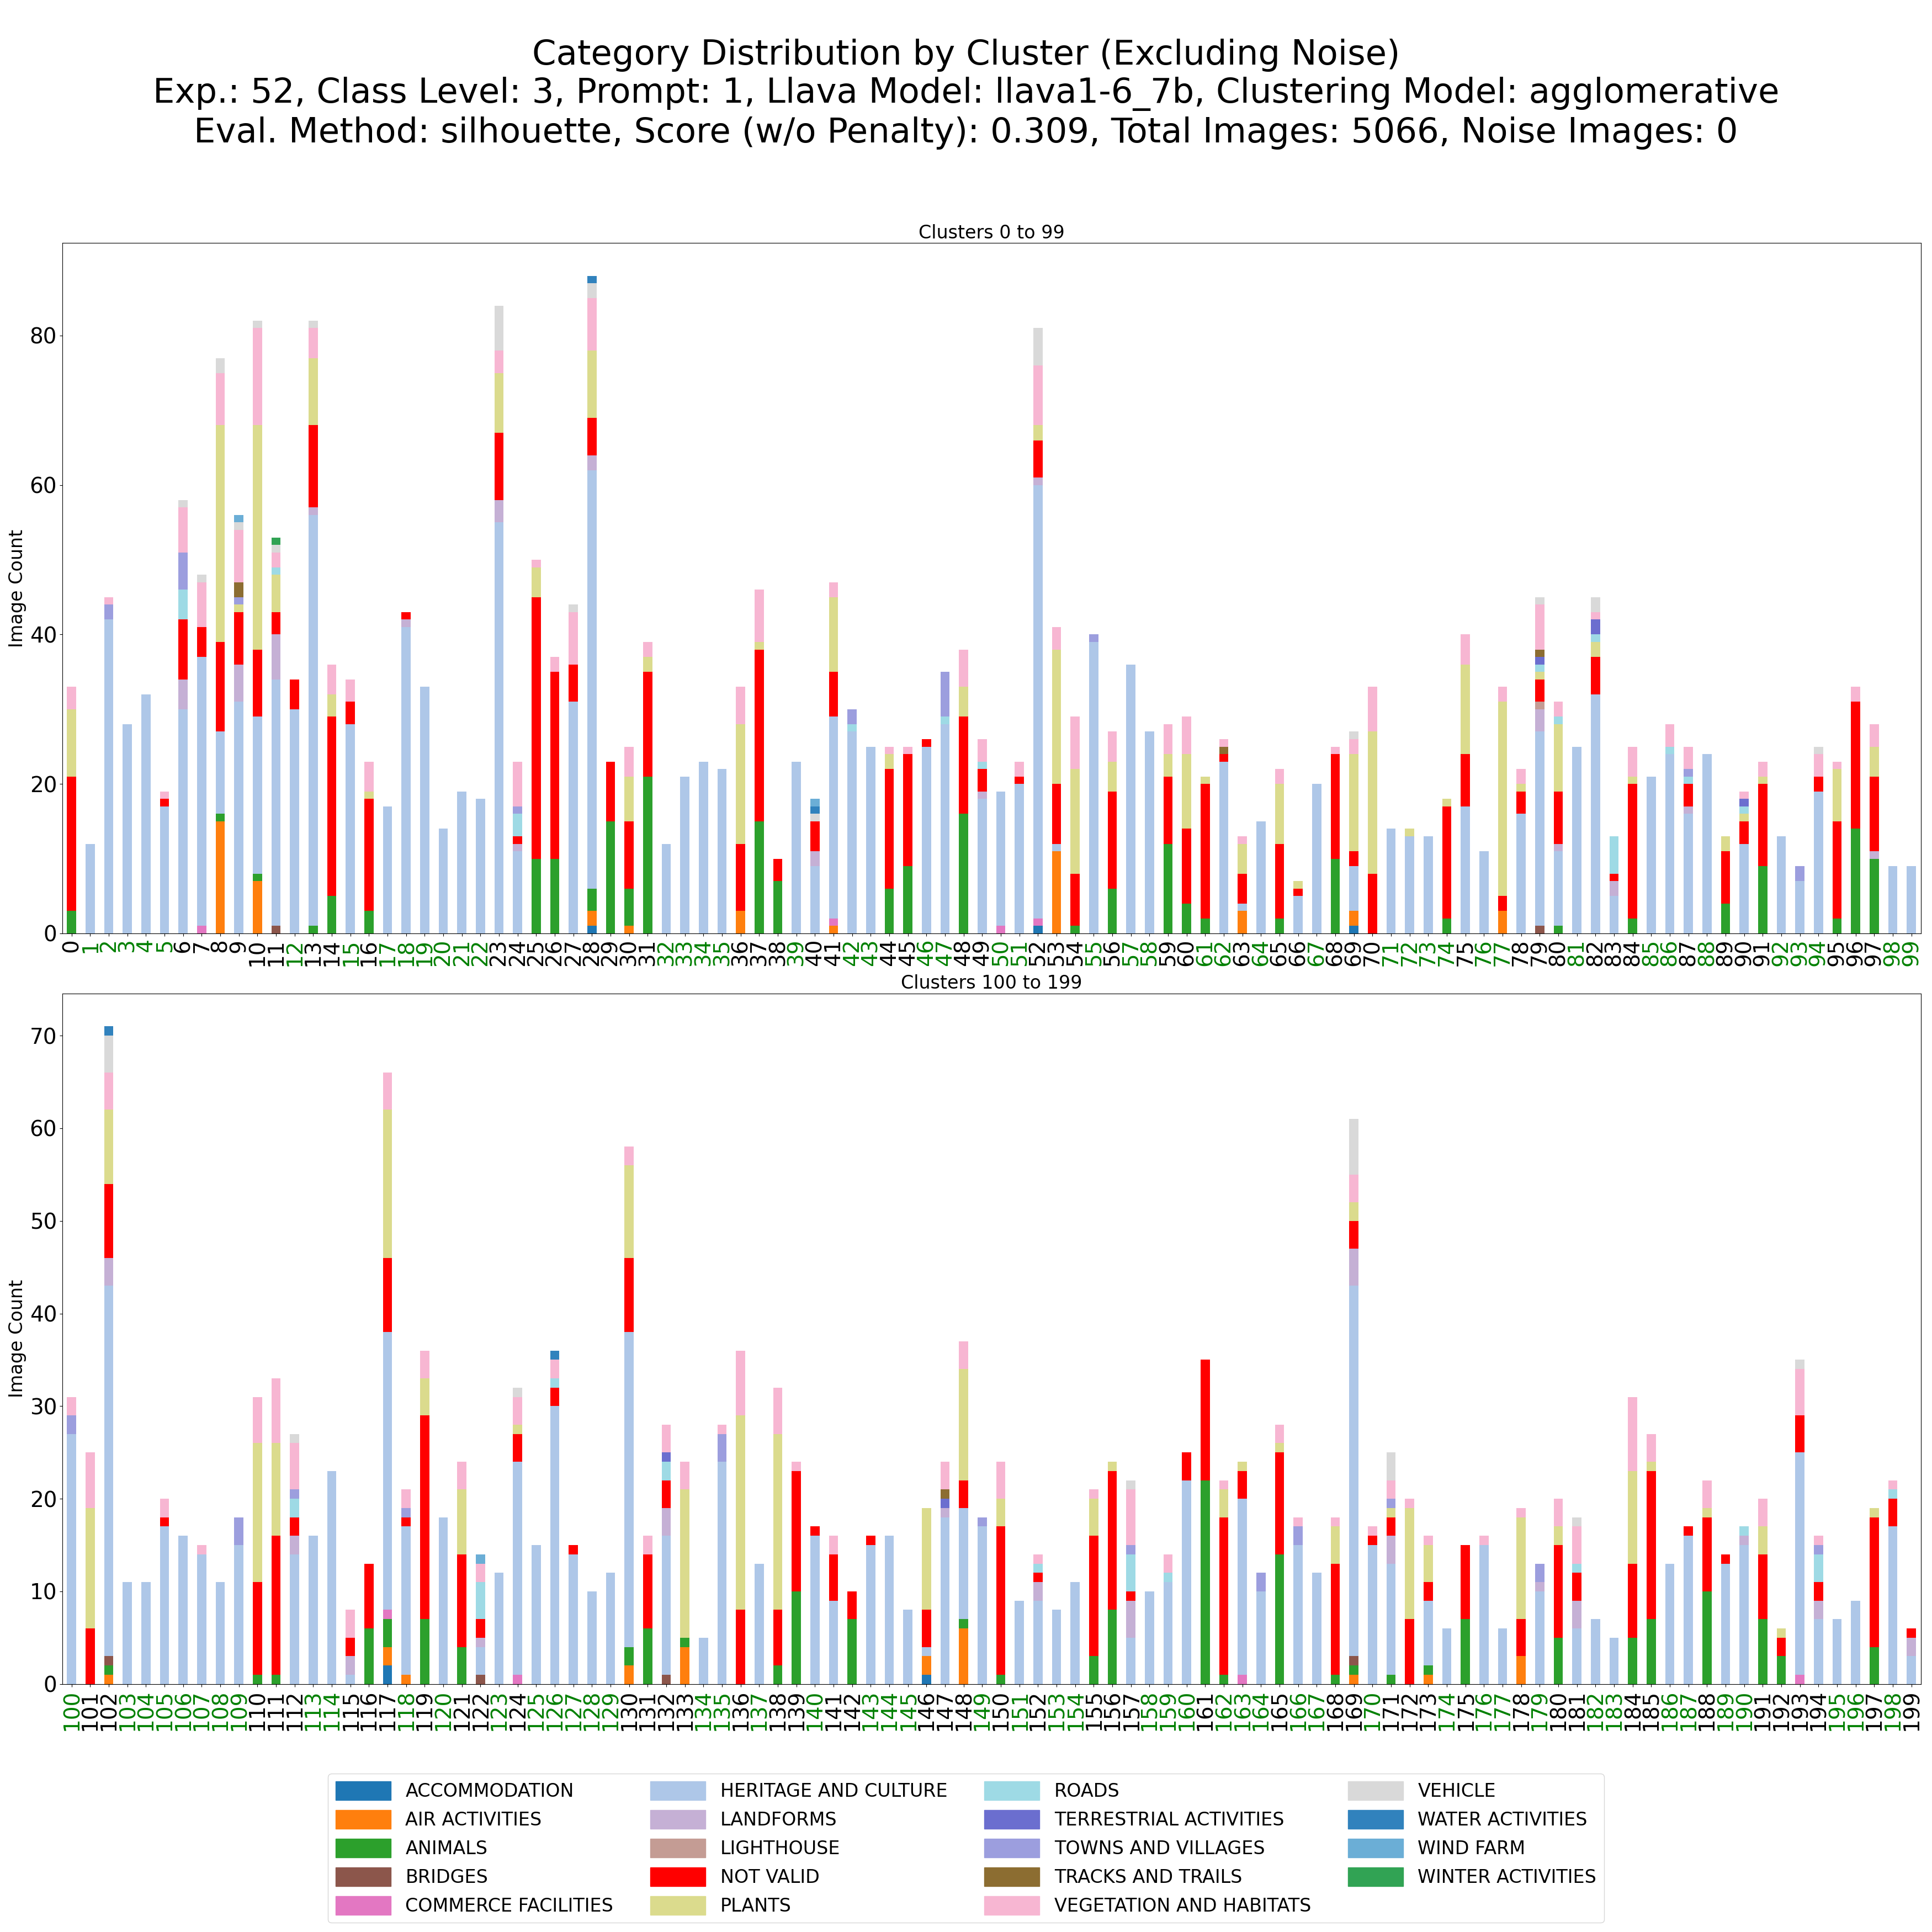 Category Distribution by Cluster (Excluding Noise)
Exp.: 52, Class Level: 3, Prompt: 1, Llava Model: llava1-6_7b, Clustering Model: agglomerative
Eval. Method: silhouette, Score (w/o Penalty): 0.309, Total Images: 5066, Noise Images: 0
Clusters 0 to 99
Image Count
80
60
40
20
0
0 1 2 3 4 5 6 7 8 9 10 11 12 13 14 15 16 17 18 19 20 21 22 23 24 25 26 27 28 29 30 31 32 33 34 35 36 37 38 39 40 41 42 43 44 45 46 47 48 49 50 51 52 53 54 55 56 57 58 59 60 61 62 63 64 65 66 67 68 69 70 71 72 73 74 75 76 77 78 79 80 81 82 83 84 85 86 87 88 89 90 91 92 93 94 95 96 97 98 99
Clusters 100 to 199
Image Count
70
60
50
40
30
20
10
0
100 101 102 103 104 105 106 107 108 109 110 111 112 113 114 115 116 117 118 119 120 121 122 123 124 125 126 127 128 129 130 131 132 133 134 135 136 137 138 139 140 141 142 143 144 145 146 147 148 149 150 151 152 153 154 155 156 157 158 159 160 161 162 163 164 165 166 167 168 169 170 171 172 173 174 175 176 177 178 179 180 181 182 183 184 185 186 187 188 189 190 191 192 193 194 195 196 197 198 199
ACCOMMODATION
AIR ACTIVITIES
ANIMALS
BRIDGES
COMMERCE FACILITIES
HERITAGE AND CULTURE
LANDFORMS
LIGHTHOUSE
NOT VALID
PLANTS
ROADS
TERRESTRIAL ACTIVITIES
TOWNS AND VILLAGES
TRACKS AND TRAILS
VEGETATION AND HABITATS
VEHICLE
WATER ACTIVITIES
WIND FARM
WINTER ACTIVITIES